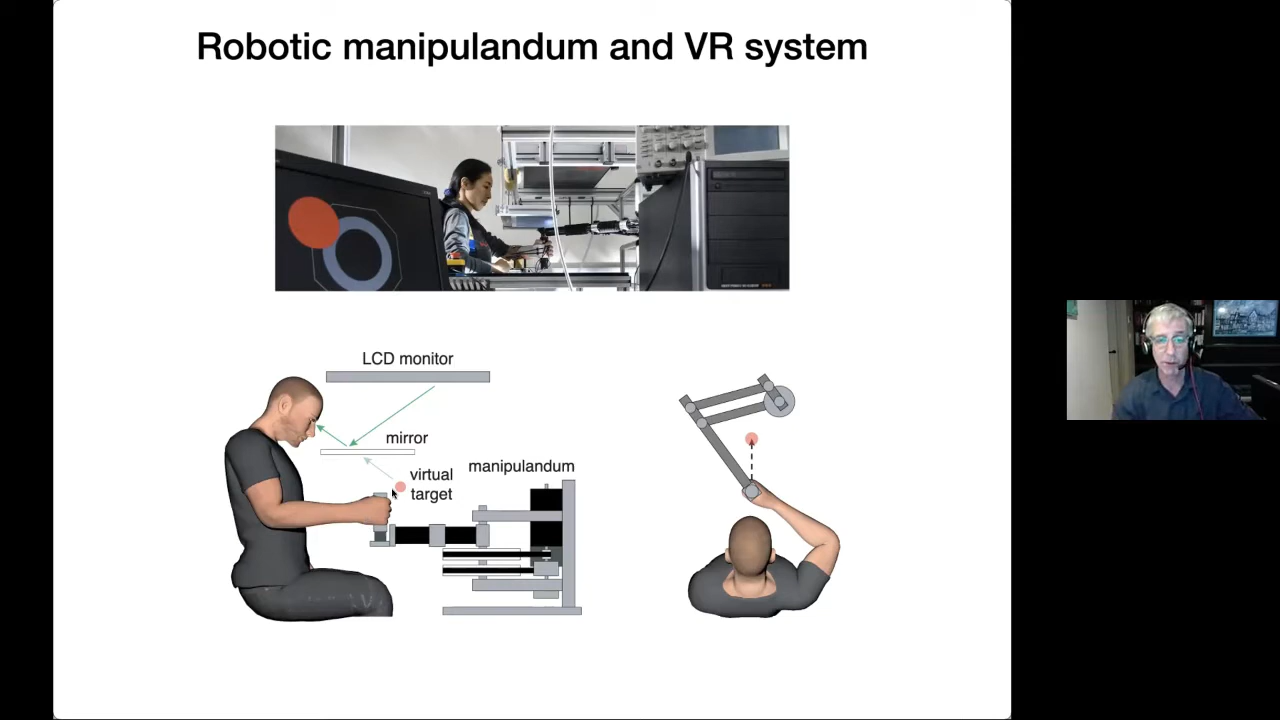 Robotic manipulandum and VR system
LCD monitor
mirror
virtual
target
manipulandum